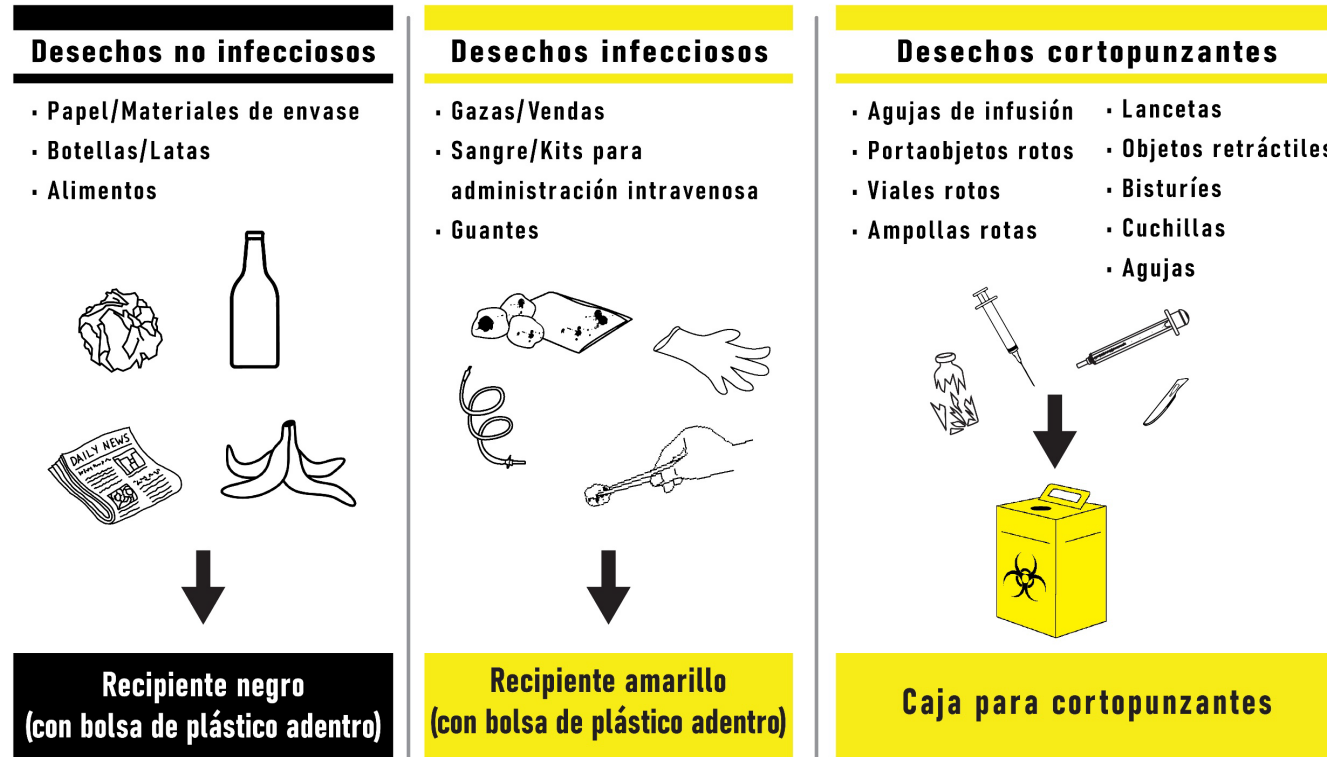 Desechos no infecciosos
· Papel/Materiales de envase
· Botellas/Latas
· Alimentos
DAILY NEWS
Recipiente negro
(con bolsa de plástico adentro)
Desechos infecciosos
· Gazas/Vendas
· Sangre/Kits para
administración intravenosa
· Guantes
Recipiente amarillo
(con bolsa de plástico adentro)
Desechos cortopunzantes
· Agujas de infusión
· Portaobjetos rotos
· Viales rotos
· Ampollas rotas
· Lancetas
· Objetos retráctiles
· Bisturíes
· Cuchillas
· Agujas
Caja para cortopunzantes